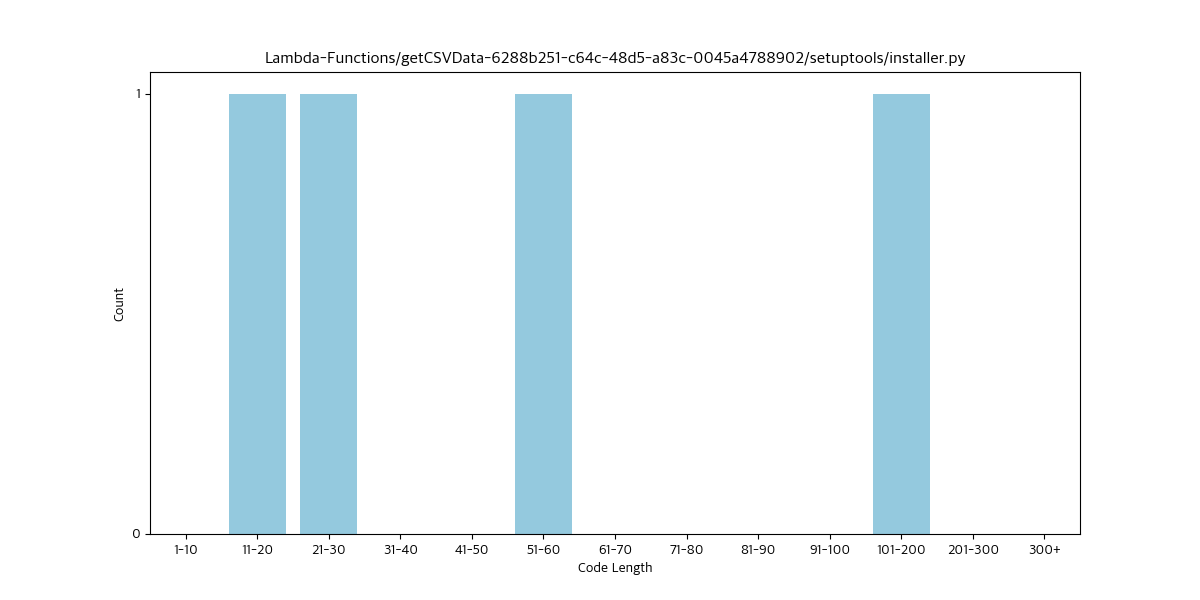 Lambda-Functions/getCSVData-6288b251-c64c-48d5-a83c-0045a4788902/setuptools/installer.py
1
Count
0
1-10 11-20 21-30 31-40 41-50 51-60 61-70 71-80 81-90 91-100 101-200 201-300 300+
Code Length